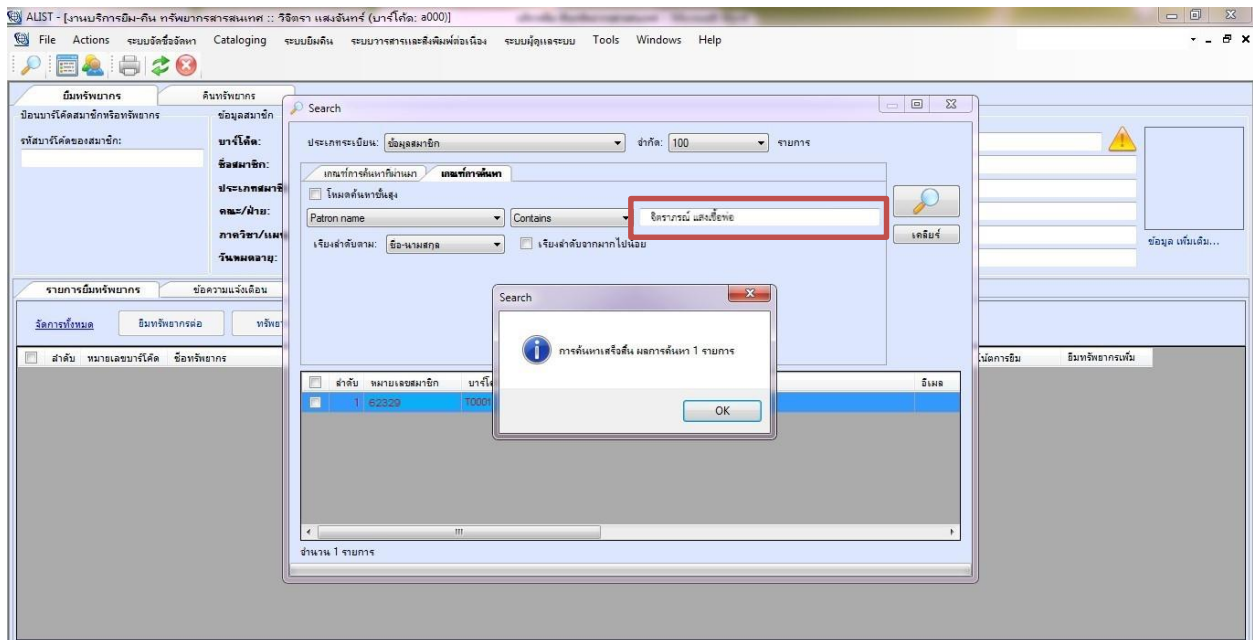 ALIST - [งานบริการยืม-คืน ทรัพยากรสารสนเทศ :: วิจิตรา แสงจันทร์ (บาร์โค้ด: a000)]
File Actions ระบบจัดซื้อจัดหา Cataloging ระบบยืมคืน ระบบวารสารและสิ่งพิมพ์ต่อเนื่อง ระบบผู้ดูแลระบบ Tools Windows Help
ยืมทรัพยากร คืนทรัพยากร
ป้อนบาร์โค้ดสมาชิกหรือทรัพยากร ข้อมูลสมาชิก
รหัสบาร์โค้ดของสมาชิก: บาร์โค้ด:
ชื่อสมาชิก:
ประเภทสมาชิ
คณะ/ฝ่าย:
ภาควิชา/แผน
วันหมดอายุ:
ข้อมูล เพิ่มเติม...
Search
ประเภทระเบียน: ข้อมูลสมาชิก จำกัด: 100 รายการ
เกณฑ์การค้นหาที่ผ่านมา เกณฑ์การค้นหา
โหมดค้นหาขั้นสูง
Patron name Contains จิตราภรณ์ แสงเชื้อพ่อ
เรียงลำดับตาม: ชื่อ-นามสกุล เรียงลำดับจากมากไปน้อย เคลียร์
รายการยืมทรัพยากร ข้อความแจ้งเตือน
จัดการทั้งหมด ยืมทรัพยากรต่อ ทรัพย
ลำดับ หมายเลขบาร์โค้ด ชื่อทรัพยากร โน้ตการยืม ยืมทรัพยากรเพิ่ม
Search
การค้นหาเสร็จสิ้น ผลการค้นหา 1 รายการ
OK
ลำดับ หมายเลขสมาชิก บาร์โค้ อีเมล
1 62329 T0001
จำนวน 1 รายการ